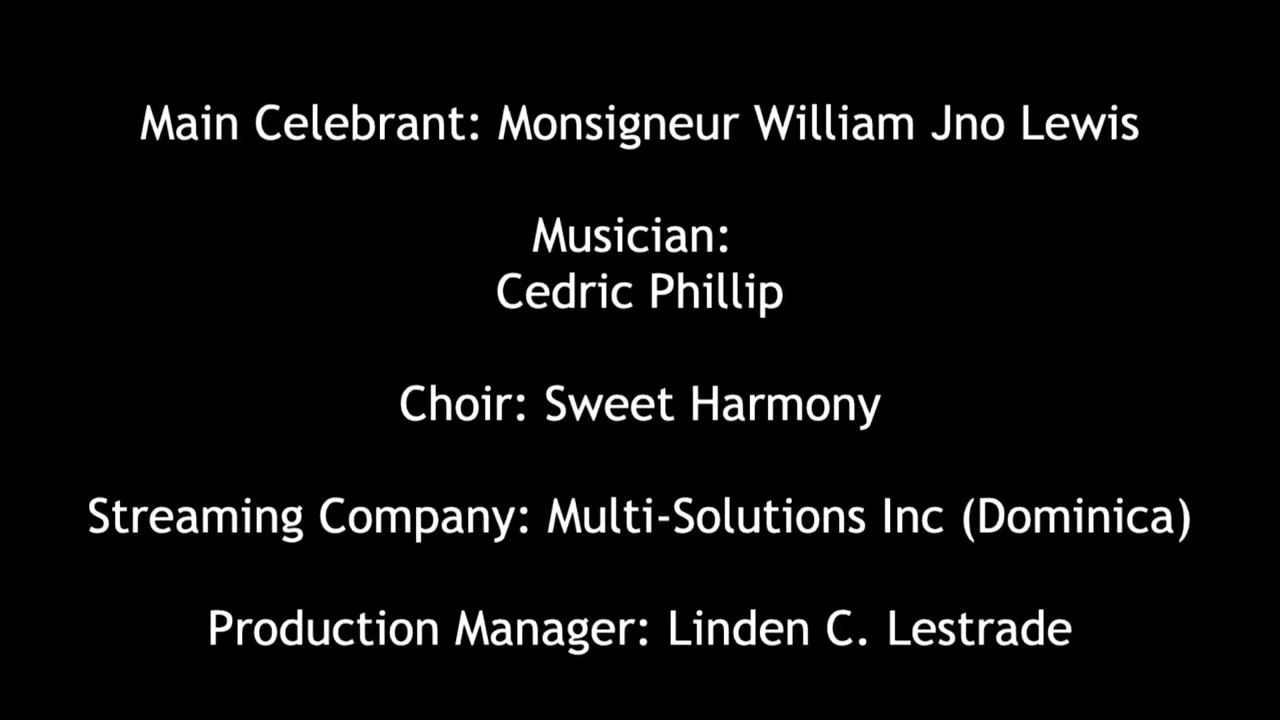 Main Celebrant: Monsigneur William Jno Lewis
Musician:
Cedric Phillip
Choir: Sweet Harmony
Streaming Company: Multi-Solutions Inc (Dominica)
Production Manager: Linden C. Lestrade